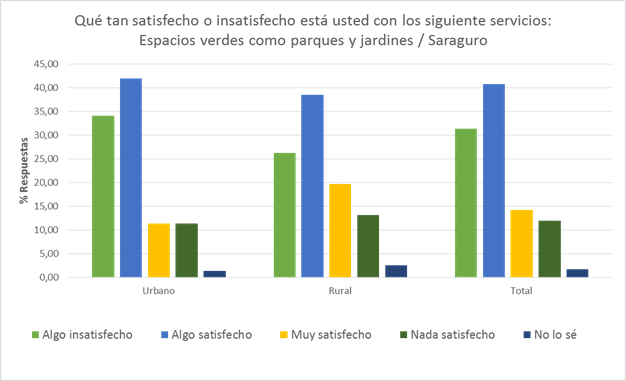 Qué tan satisfecho o insatisfecho está usted con los siguiente servicios:
Espacios verdes como parques y jardines / Saraguro
45,00
40,00
35,00
30,00
25,00
20,00
15,00
10,00
5,00
0,00
% Respuestas
Urbano
Rural
Total
Algo insatisfecho
Algo satisfecho
Muy satisfecho
Nada satisfecho
No lo sé